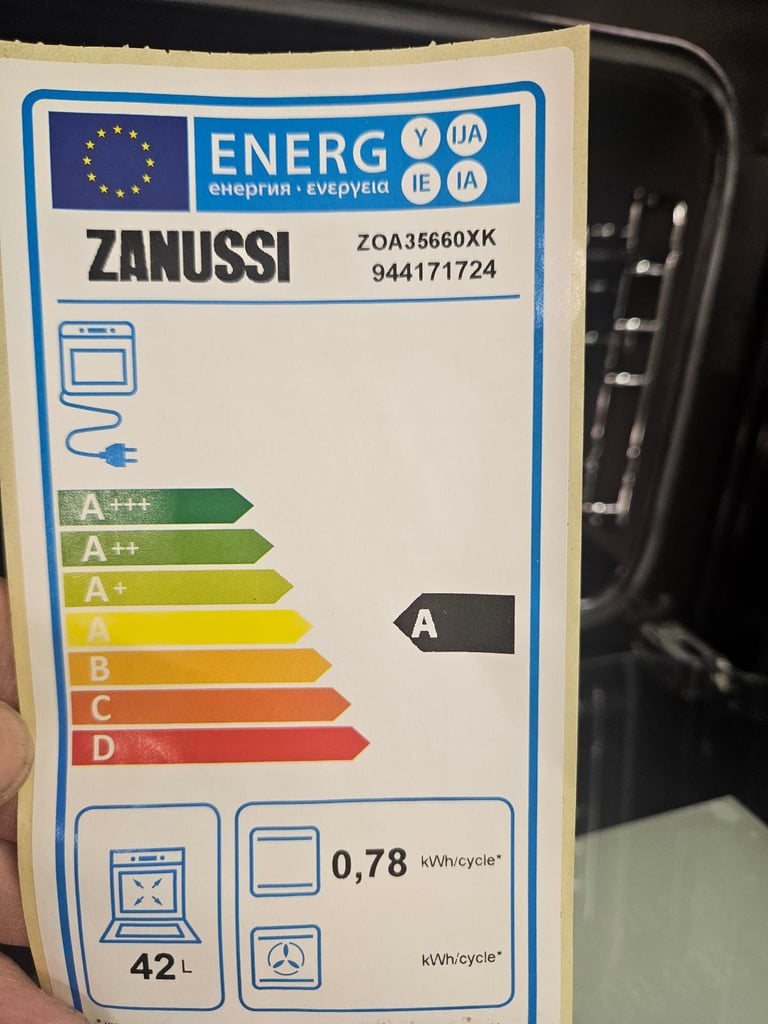 ENERG Y IJA
енергия · ενεργεια IE IA
ZANUSSI
ZOA35660XK
944171724
A+++
A++
A+
A
A
B
C
D
0,78 kWh/cycle*
42 L
kWh/cycle*